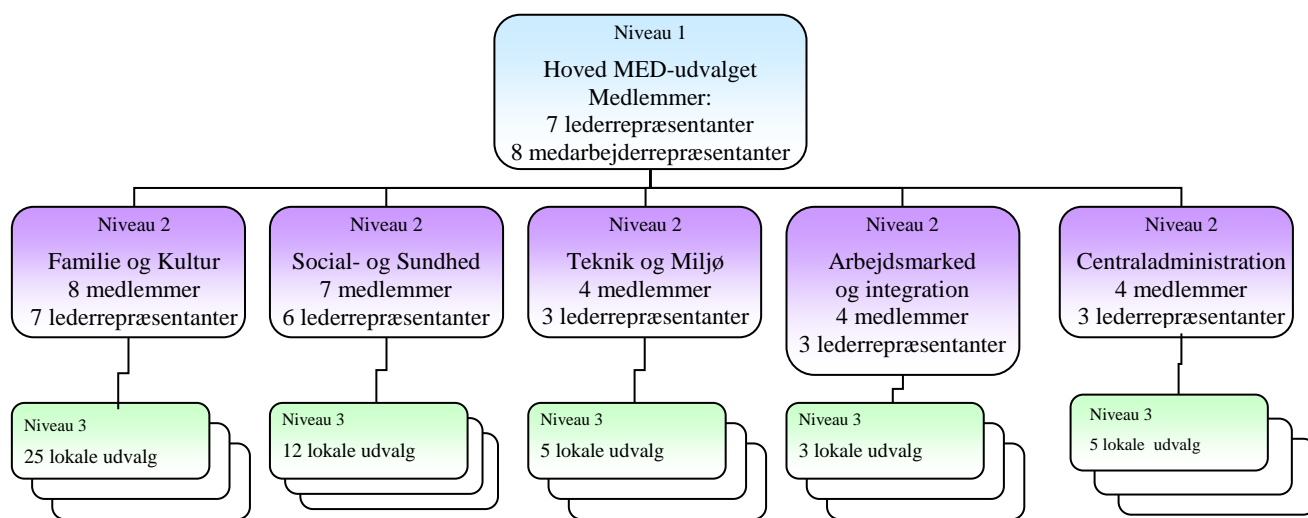 Niveau 1
Hoved MED-udvalget
Medlemmer:
7 lederrepræsentanter
8 medarbejderrepræsentanter
Niveau 2
Familie og Kultur
8 medlemmer
7 lederrepræsentanter
Niveau 2
Social- og Sundhed
7 medlemmer
6 lederrepræsentanter
Niveau 2
Teknik og Miljø
4 medlemmer
3 lederrepræsentanter
Niveau 2
Arbejdsmarked
og integration
4 medlemmer
3 lederrepræsentanter
Niveau 2
Centraladministration
4 medlemmer
3 lederrepræsentanter
Niveau 3
25 lokale udvalg
Niveau 3
12 lokale udvalg
Niveau 3
5 lokale udvalg
Niveau 3
3 lokale udvalg
Niveau 3
5 lokale udvalg